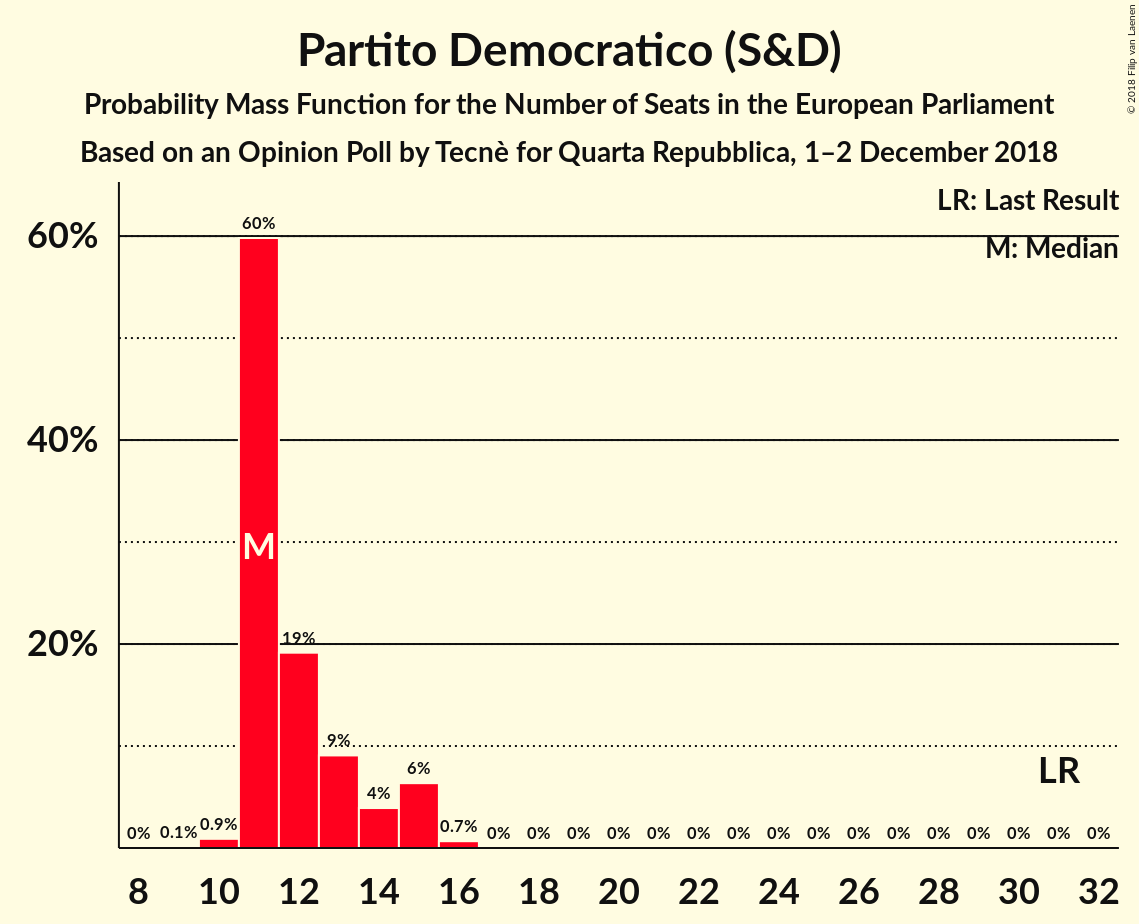 Partito Democratico (S&D)
Probability Mass Function for the Number of Seats in the European Parliament
Based on an Opinion Poll by Tecnè for Quarta Repubblica, 1–2 December 2018
© 2018 Filip van Laenen
LR: Last Result
M: Median
60%
40%
20%
0% 0.1% 0.9% 60% 19% 9% 4% 6% 0.7% 0% 0% 0% 0% 0% 0% 0% 0% 0% 0% 0% 0% 0% 0% 0% 0%
M
LR
8 10 12 14 16 18 20 22 24 26 28 30 32